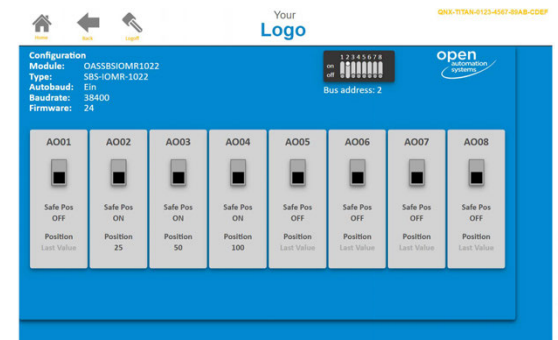 Your
Logo
QNX-TITAN-0123-4567-89AB-CDEF
Home
Back
Logoff
Configuration
Module: OASSBSIOMR1022
Type: SBS-IOMR-1022
Autobaud: Ein
Baudrate: 38400
Firmware: 24
1 2 3 4 5 6 7 8
on
off
Bus address: 2
open
automation
systems
AO01 AO02 AO03 AO04 AO05 AO06 AO07 AO08
Safe Pos Safe Pos Safe Pos Safe Pos Safe Pos Safe Pos Safe Pos Safe Pos
OFF ON ON ON OFF OFF OFF OFF
Position Position Position Position Position Position Position Position
Last Value 25 50 100 Last Value Last Value Last Value Last Value